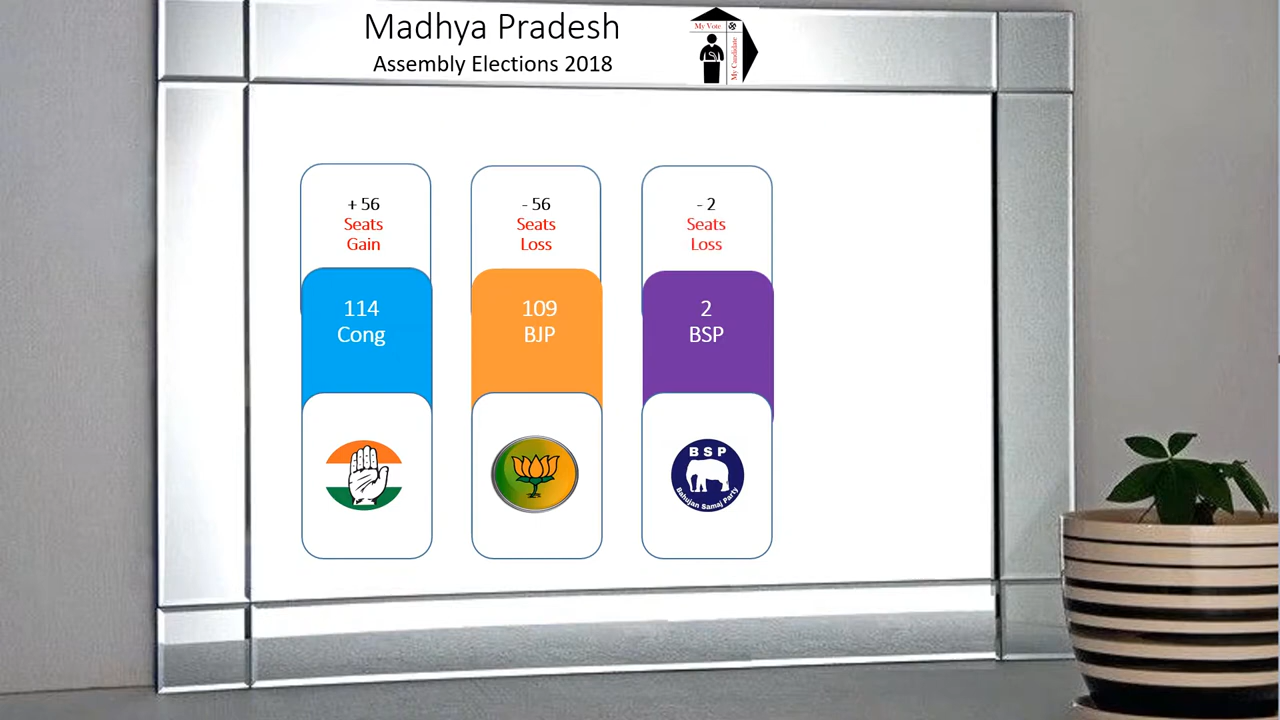 Madhya Pradesh
Assembly Elections 2018
My Vote
My Candidate
+ 56
Seats
Gain
- 56
Seats
Loss
- 2
Seats
Loss
114
Cong
109
BJP
2
BSP
BSP
Bahujan Samaj Party